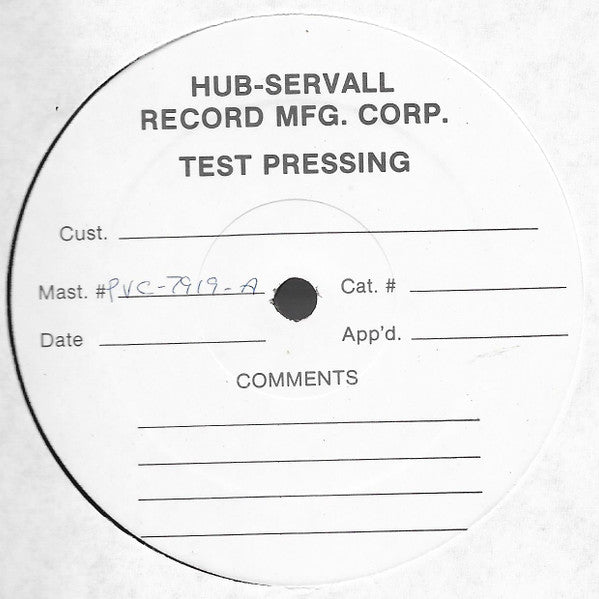 HUB-SERVALL
RECORD MFG. CORP.
TEST PRESSING
Cust.
Mast. # PVC-7919-A Cat. #
Date App'd.
COMMENTS